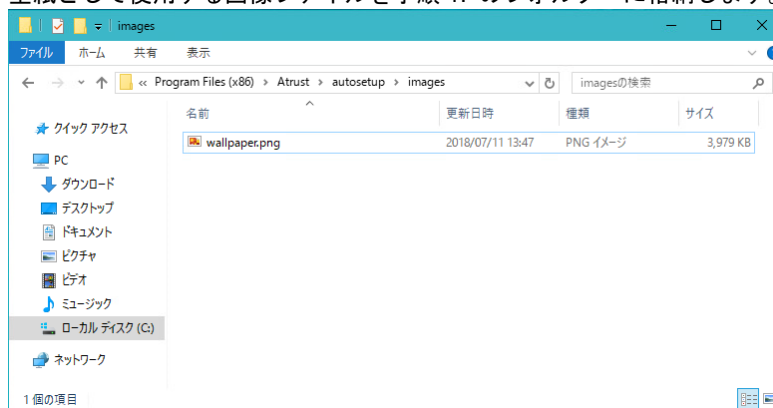 images
ファイル ホーム 共有 表示
« Program Files (x86) › Atrust › autosetup › images imagesの検索
名前 更新日時 種類 サイズ
クイック アクセス
wallpaper.png 2018/07/11 13:47 PNG イメージ 3,979 KB
PC
ダウンロード
デスクトップ
ドキュメント
ピクチャ
ビデオ
ミュージック
ローカル ディスク (C:)
ネットワーク
1 個の項目